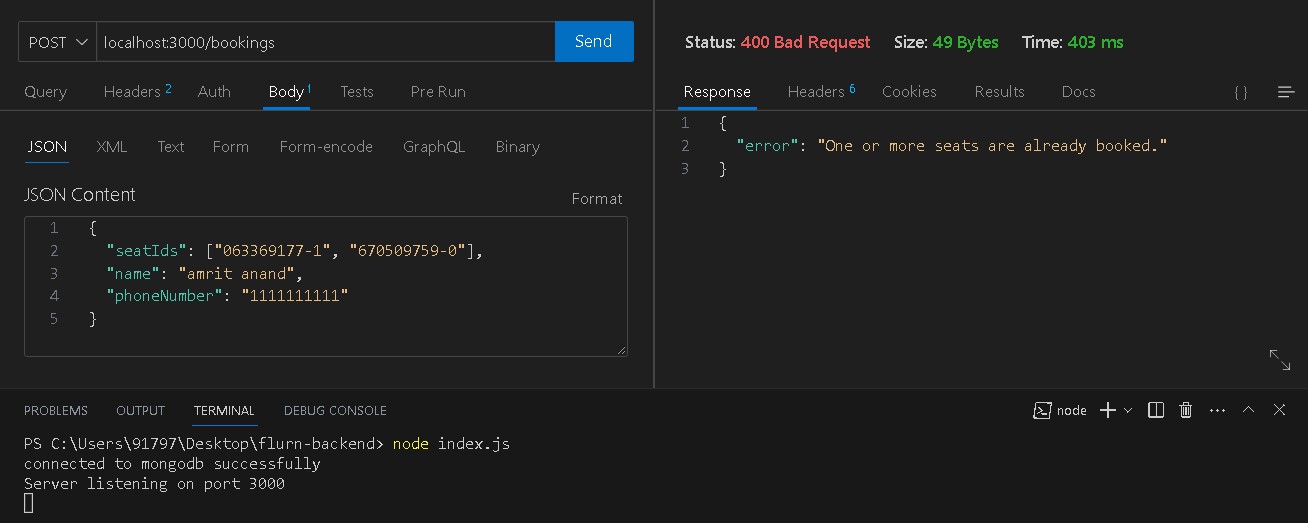 POST localhost:3000/bookings Send
Query Headers 2 Auth Body 1 Tests Pre Run
JSON XML Text Form Form-encode GraphQL Binary
JSON Content
Format
1 {
2 "seatIds": ["063369177-1", "670509759-0"],
3 "name": "amrit anand",
4 "phoneNumber": "1111111111"
5 }
Status: 400 Bad Request Size: 49 Bytes Time: 403 ms
Response Headers 6 Cookies Results Docs { }
1 {
2 "error": "One or more seats are already booked."
3 }
PROBLEMS OUTPUT TERMINAL DEBUG CONSOLE node
PS C:\Users\91797\Desktop\flurn-backend> node index.js
connected to mongodb successfully
Server listening on port 3000